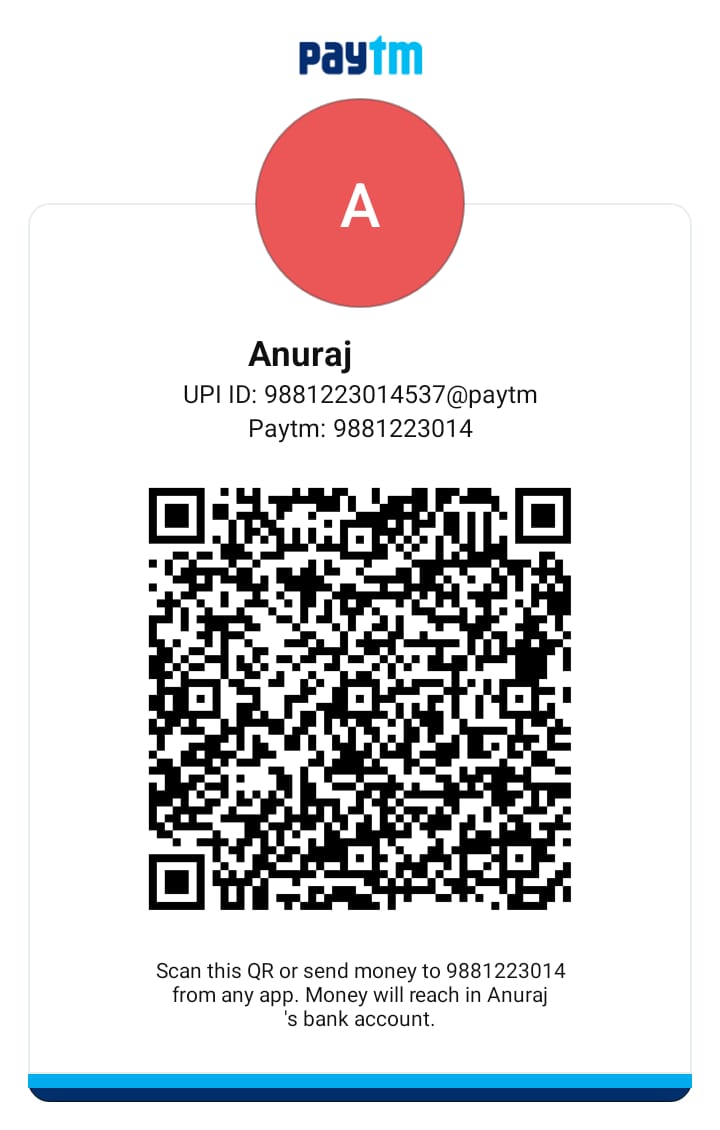 paytm
A
Anuraj
UPI ID: 9881223014537@paytm
Paytm: 9881223014
Scan this QR or send money to 9881223014
from any app. Money will reach in Anuraj
's bank account.